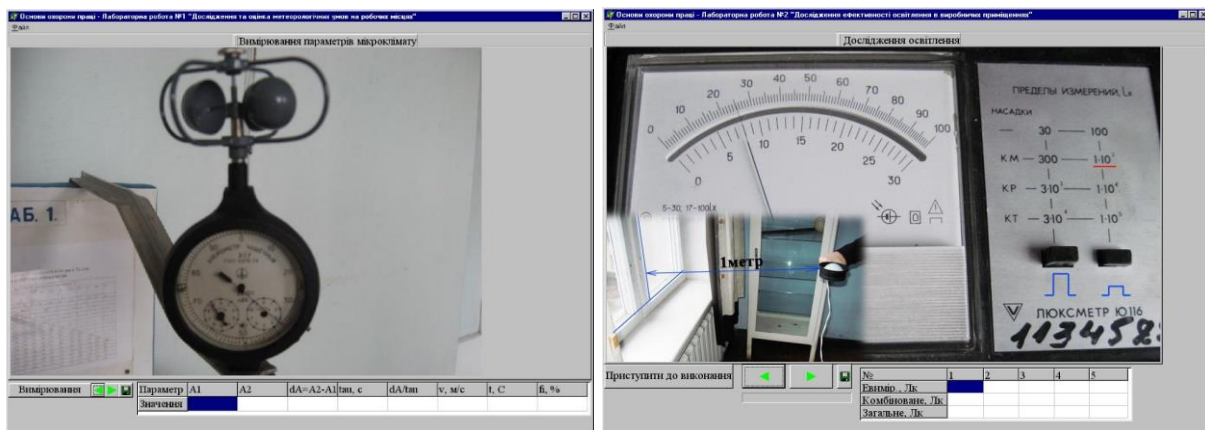 Основи охорони праці - Лабораторна робота №1 "Дослідження та оцінка метеорологічних умов на робочих місцях"
Файл
Вимірювання параметрів мікроклімату
АБ. 1.
Вимірювання
Параметр A1 A2 dA=A2-A1 tau, c dA/tau v, м/с t, C fi, %
Значення
Основи охорони праці - Лабораторна робота №2 "Дослідження ефективності освітлення в виробничих приміщеннях"
Файл
Дослідження освітлення
0 10 20 30 40 50 60 70 80 90 100
0 5 10 15 20 25 30
5-30; 17-100Lx
1метр
ПРЕДЕЛЫ ИЗМЕРЕНИЙ, Lx
НАСАДКИ
— 30 — 100
КМ — 300 — 1·10³
КР — 3·10³ 1·10⁴
КТ — 3·10⁴ 1·10⁵
ЛЮКСМЕТР Ю116
Приступити до виконання
№ 1 2 3 4 5
Евимір., Лк
Комбіноване, Лк
Загальне, Лк